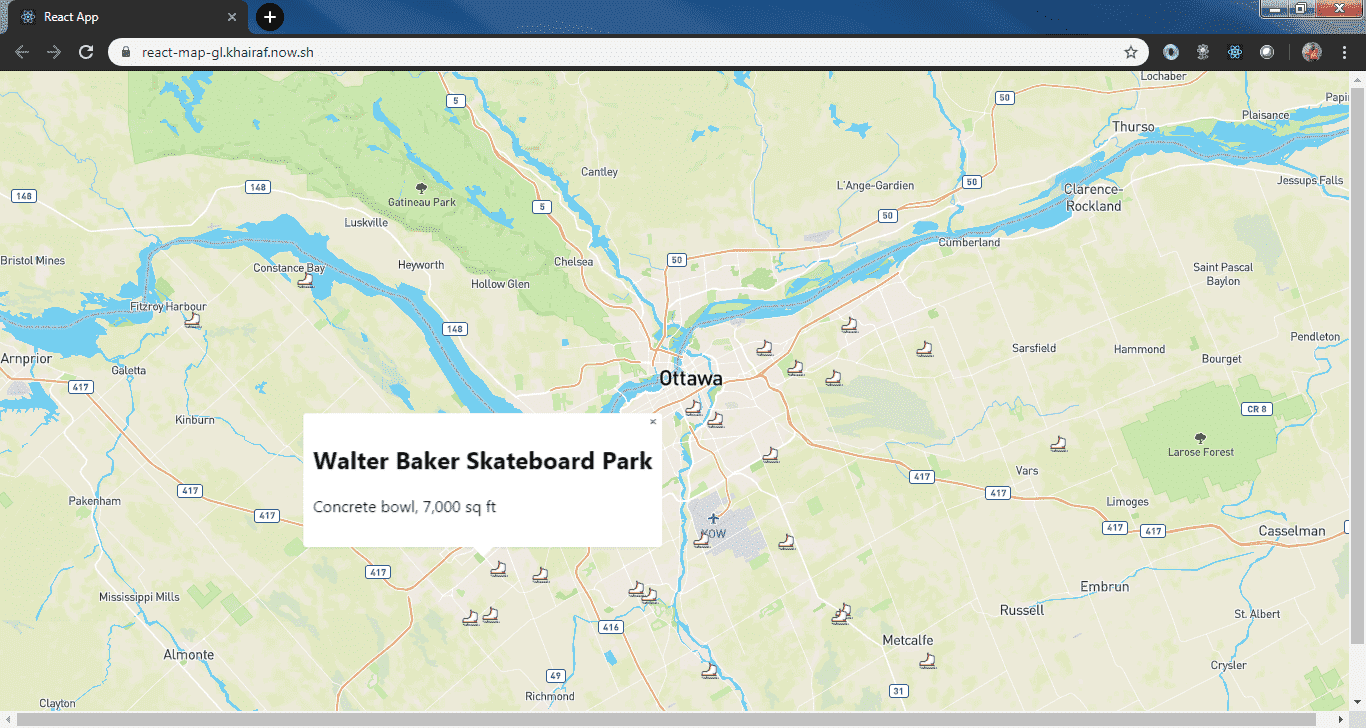 React App
react-map-gl.khairaf.now.sh
Lochaber
5
50
Papi
Plaisance
Thurso
Cantley
148
148
Gatineau Park
L'Ange-Gardien
50
Clarence-
Rockland
Jessups Falls
5
50
Luskville
Cumberland
Bristol Mines
Constance Bay
Heyworth
Chelsea
50
Saint Pascal
Baylon
Hollow Glen
Fitzroy Harbour
148
Pendleton
Arnprior
Galetta
Sarsfield
Hammond
Bourget
417
Ottawa
Kinburn
CR 8
Walter Baker Skateboard Park
Concrete bowl, 7,000 sq ft
Larose Forest
Vars
417
417
417
Pakenham
Limoges
417
YOW
417
417
Casselman
417
Mississippi Mills
Embrun
Russell
St. Albert
416
Metcalfe
Almonte
Crysler
49
Richmond
31
Clayton